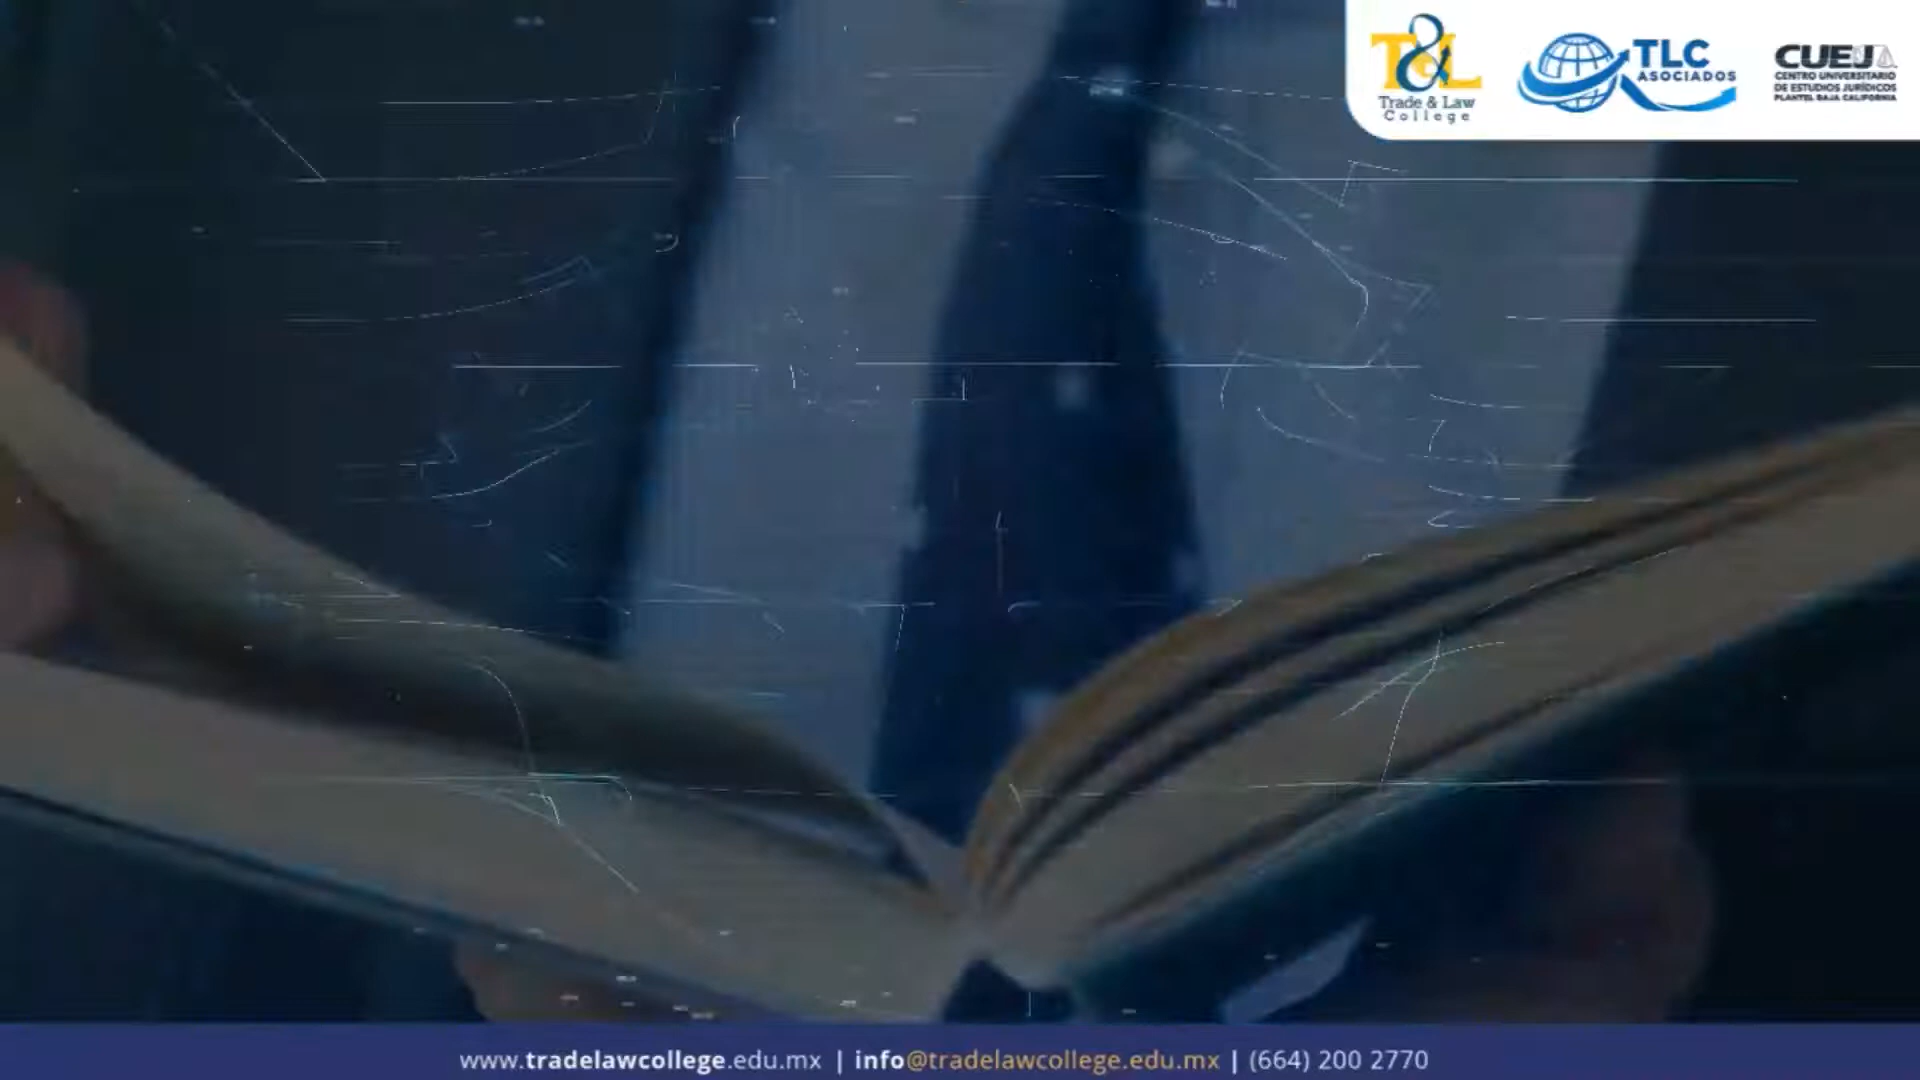 T&L
Trade & Law
College
TLC
ASOCIADOS
CUEJ
CENTRO UNIVERSITARIO
DE ESTUDIOS JURÍDICOS
PLANTEL BAJA CALIFORNIA
www.tradelawcollege.edu.mx | info@tradelawcollege.edu.mx | (664) 200 2770